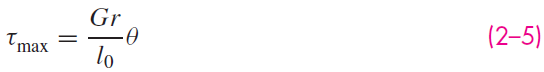 τmax = Gr/l0 θ (2–5)